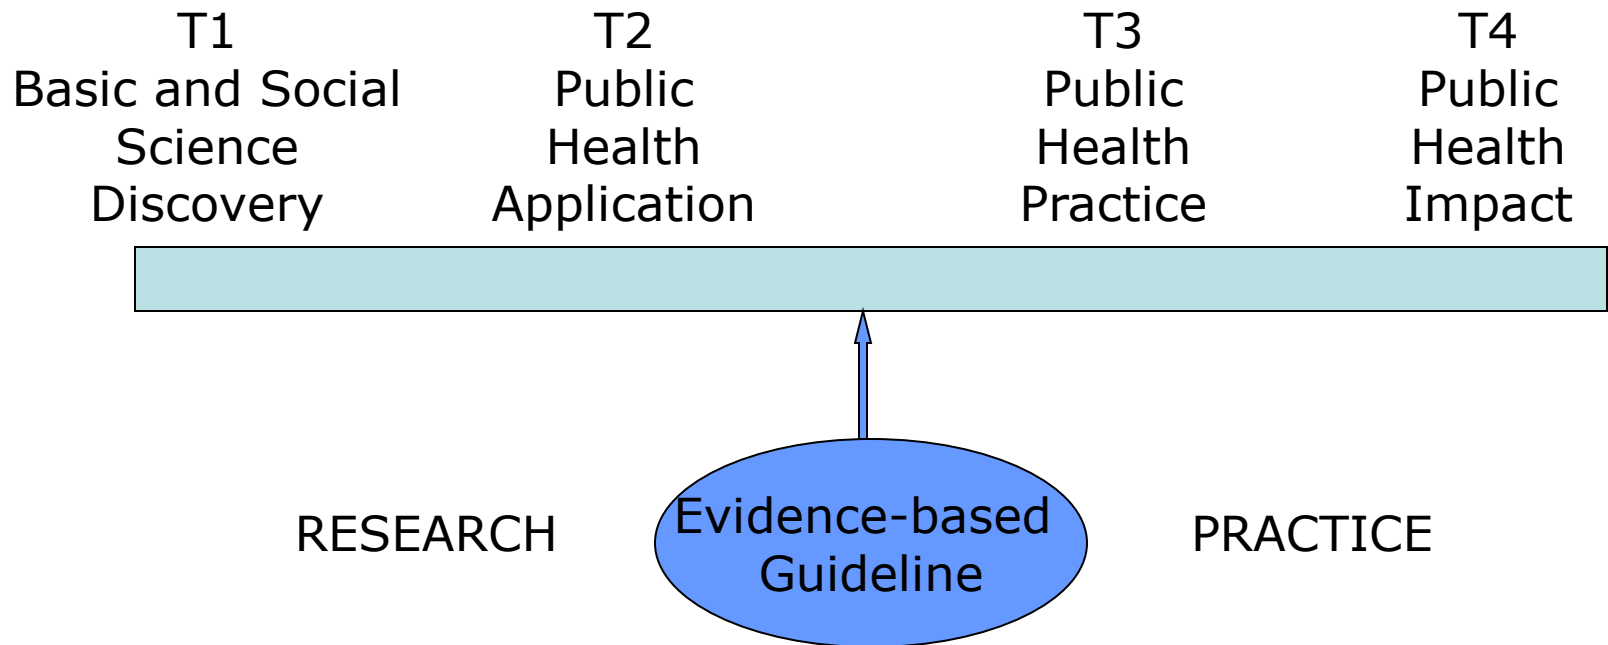 T1
Basic and Social
Science
Discovery
T2
Public
Health
Application
T3
Public
Health
Practice
T4
Public
Health
Impact
RESEARCH
Evidence-based
Guideline
PRACTICE